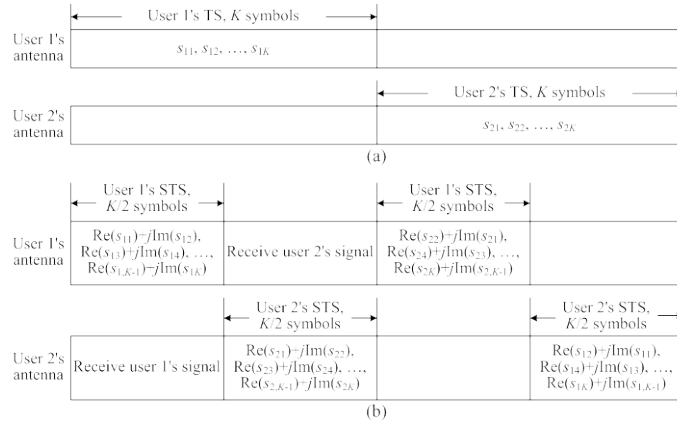 User 1's TS, K symbols
User 1's
antenna
s11, s12, …, s1K
User 2's TS, K symbols
User 2's
antenna
s21, s22, …, s2K
(a)
User 1's STS,
K/2 symbols
User 1's STS,
K/2 symbols
User 1's
antenna
Re(s11)+jIm(s12),
Re(s13)+jIm(s14), …,
Re(s1,K-1)+jIm(s1K)
Receive user 2's signal
Re(s22)+jIm(s21),
Re(s24)+jIm(s23), …,
Re(s2K)+jIm(s2,K-1)
User 2's STS,
K/2 symbols
User 2's STS,
K/2 symbols
User 2's
antenna
Receive user 1's signal
Re(s21)+jIm(s22),
Re(s23)+jIm(s24), …,
Re(s2,K-1)+jIm(s2K)
Re(s12)+jIm(s11),
Re(s14)+jIm(s13), …,
Re(s1K)+jIm(s1,K-1)
(b)